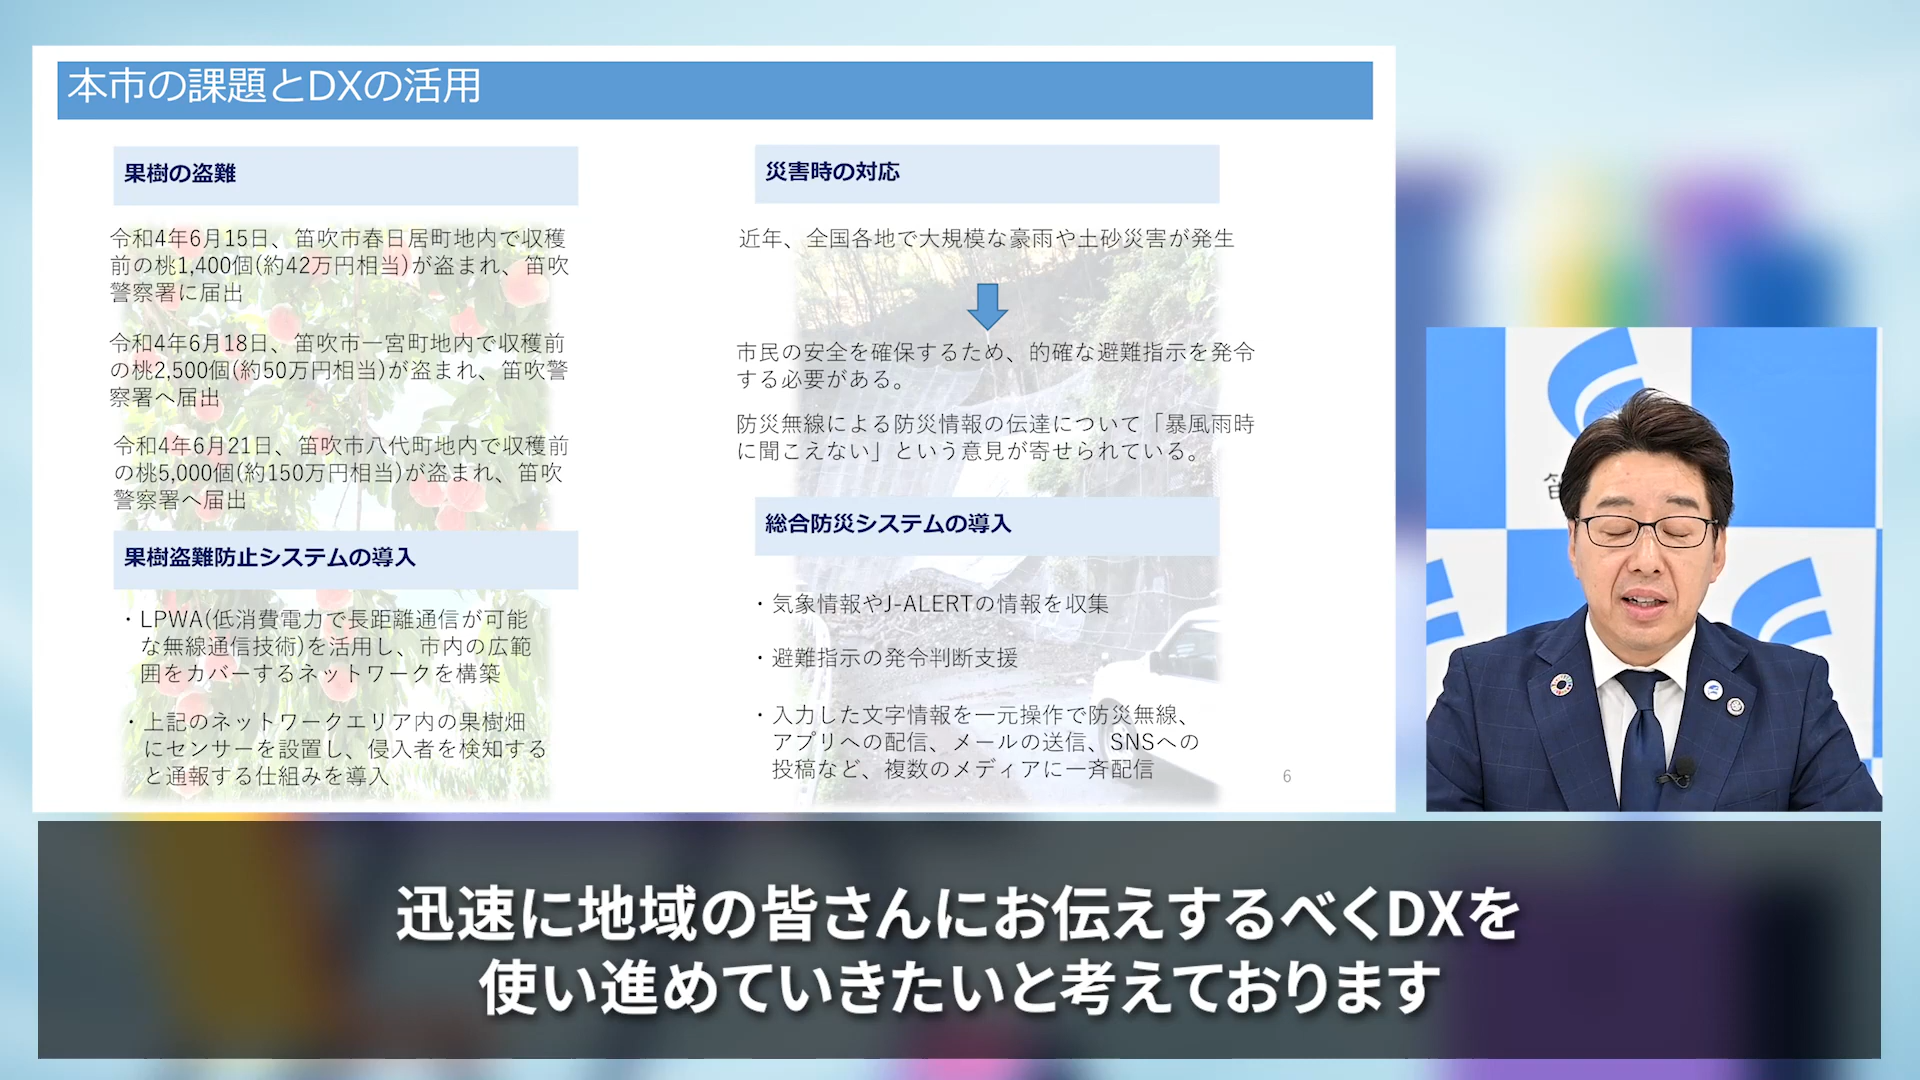 本市の課題とDXの活用
果樹の盗難
令和4年6月15日、笛吹市春日居町地内で収穫
前の桃1,400個(約42万円相当)が盗まれ、笛吹
警察署に届出
令和4年6月18日、笛吹市一宮町地内で収穫前
の桃2,500個(約50万円相当)が盗まれ、笛吹警
察署へ届出
令和4年6月21日、笛吹市八代町地内で収穫前
の桃5,000個(約150万円相当)が盗まれ、笛吹
警察署へ届出
果樹盗難防止システムの導入
・LPWA(低消費電力で長距離通信が可能
な無線通信技術)を活用し、市内の広範
囲をカバーするネットワークを構築
・上記のネットワークエリア内の果樹畑
にセンサーを設置し、侵入者を検知する
と通報する仕組みを導入
災害時の対応
近年、全国各地で大規模な豪雨や土砂災害が発生
市民の安全を確保するため、的確な避難指示を発令
する必要がある。
防災無線による防災情報の伝達について「暴風雨時
に聞こえない」という意見が寄せられている。
総合防災システムの導入
・気象情報やJ-ALERTの情報を収集
・避難指示の発令判断支援
・入力した文字情報を一元操作で防災無線、
アプリへの配信、メールの送信、SNSへの
投稿など、複数のメディアに一斉配信
6
迅速に地域の皆さんにお伝えするべくDXを
使い進めていきたいと考えております